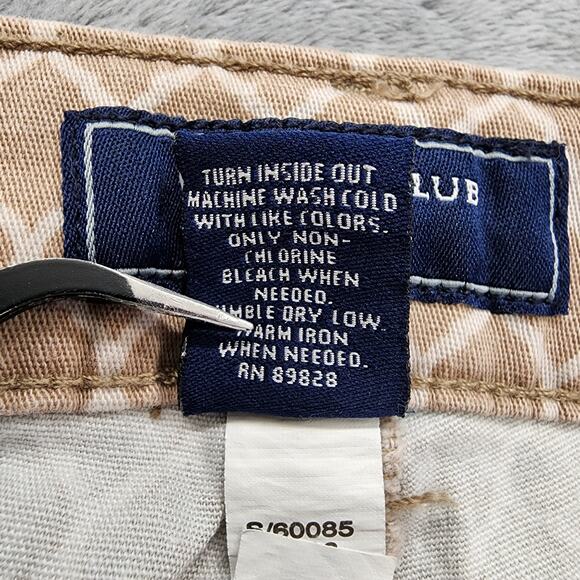 LUB
TURN INSIDE OUT
MACHINE WASH COLD
WITH LIKE COLORS.
ONLY NON-
CHLORINE
BLEACH WHEN
NEEDED.
TUMBLE DRY LOW.
WARM IRON
WHEN NEEDED.
RN 89828
S/60085